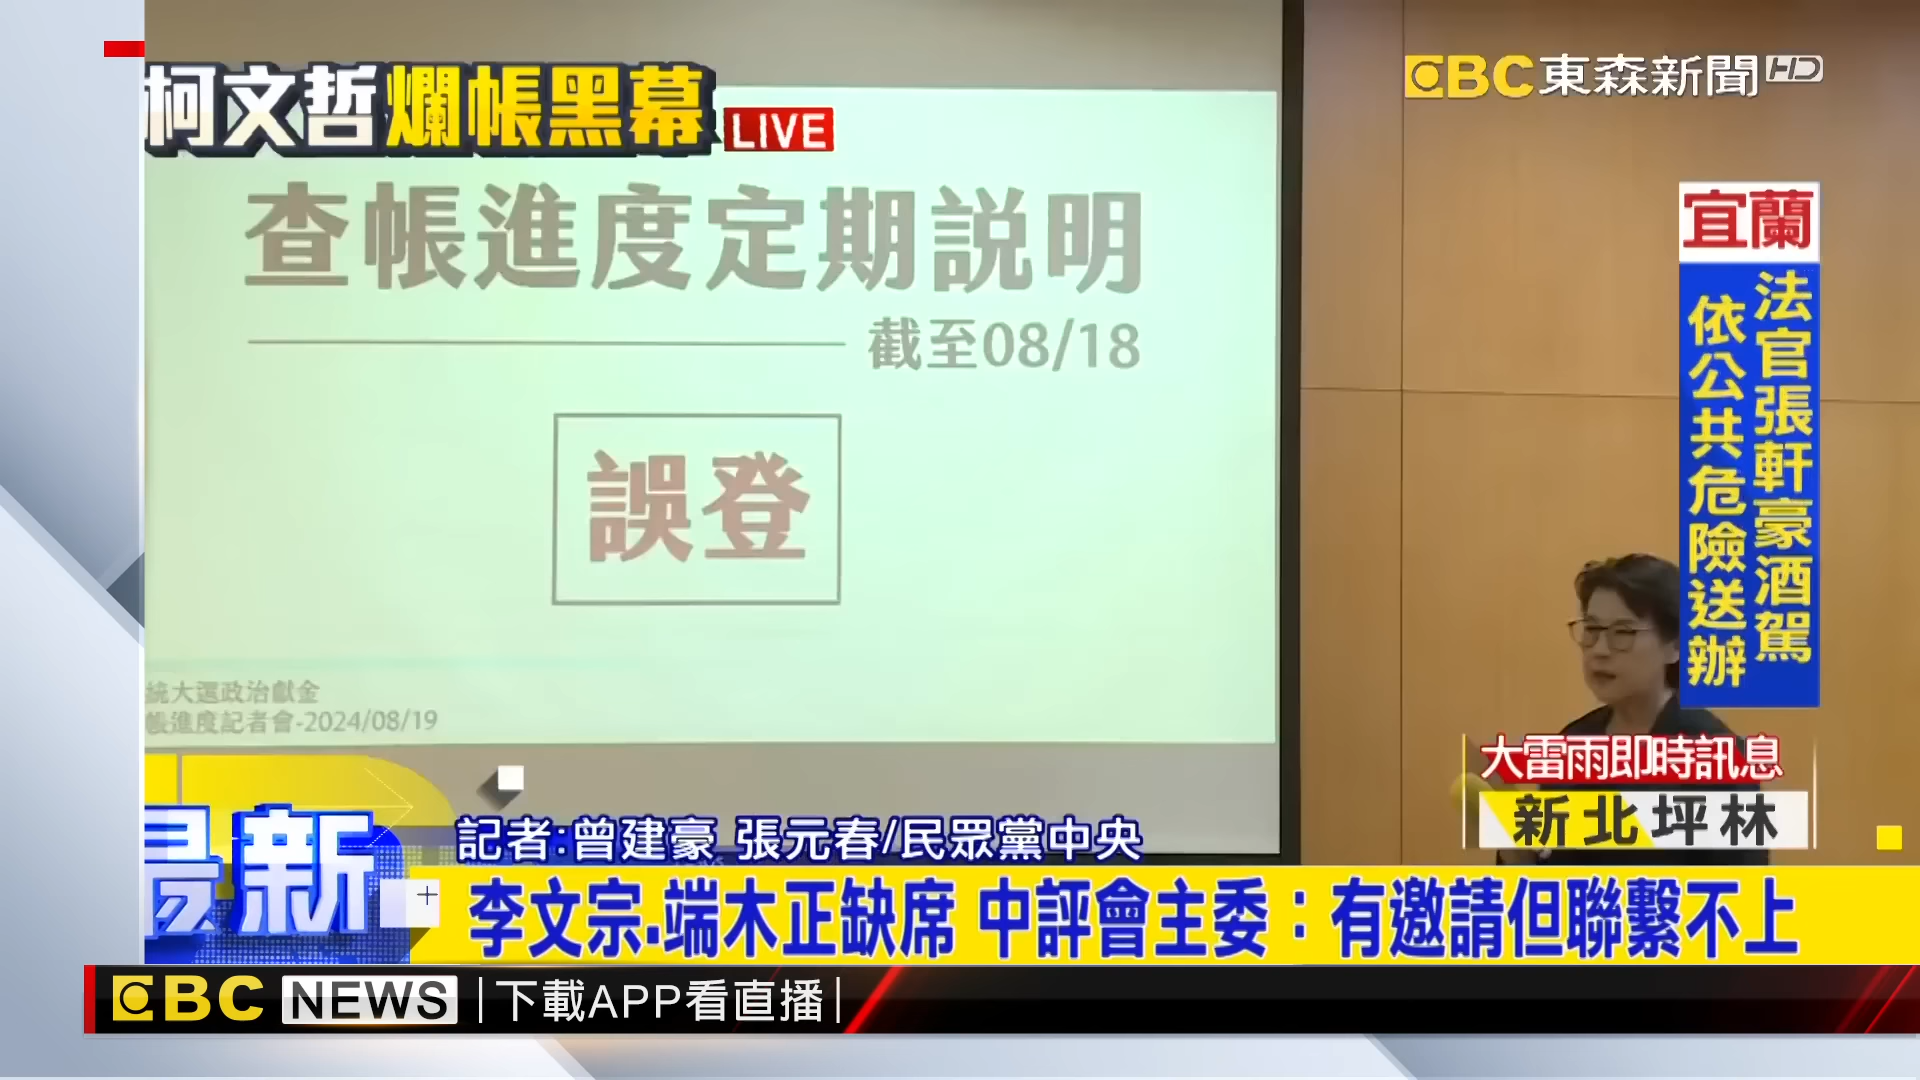 柯文哲爛帳黑幕 LIVE
EBC東森新聞HD
查帳進度定期説明
截至08/18
誤登
統大選政治獻金
帳進度記者會-2024/08/19
宜蘭
法官張軒豪酒駕
依公共危險送辦
大雷雨即時訊息
新北坪林
最新
記者:曾建豪 張元春/民眾黨中央
李文宗.端木正缺席 中評會主委：有邀請但聯繫不上
EBC NEWS 下載APP看直播